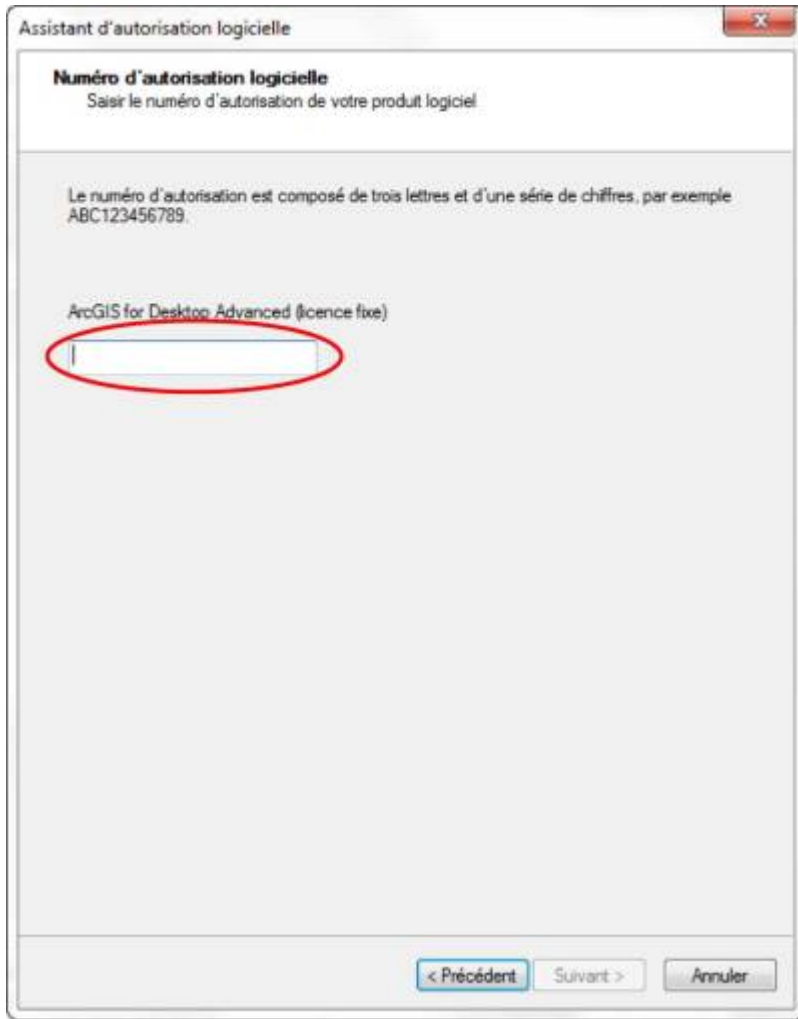 Assistant d'autorisation logicielle
Numéro d'autorisation logicielle
Saisir le numéro d'autorisation de votre produit logiciel
Le numéro d'autorisation est composé de trois lettres et d'une série de chiffres, par exemple
ABC123456789.
ArcGIS for Desktop Advanced (licence fixe)
< Précédent Suivant > Annuler